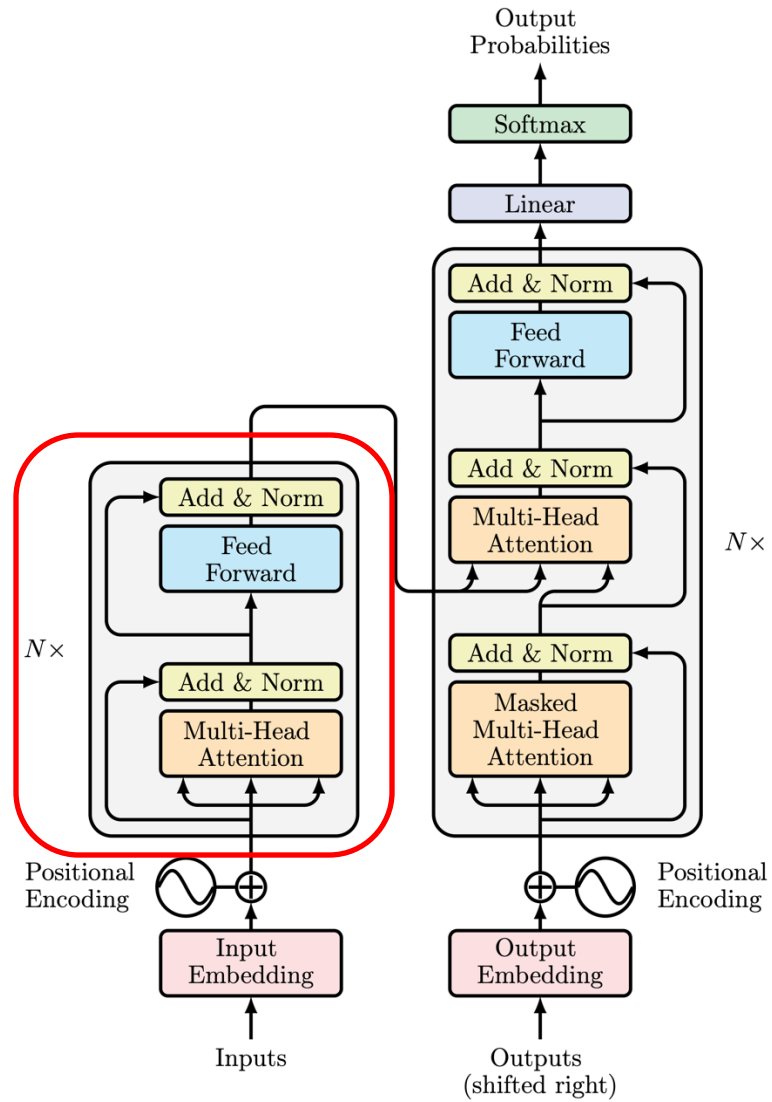 Output
Probabilities
Softmax
Linear
Add & Norm
Feed
Forward
Add & Norm
Multi-Head
Attention
N×
Add & Norm
Masked
Multi-Head
Attention
Add & Norm
Feed
Forward
N×
Add & Norm
Multi-Head
Attention
Positional
Encoding
Positional
Encoding
Input
Embedding
Output
Embedding
Inputs
Outputs
(shifted right)